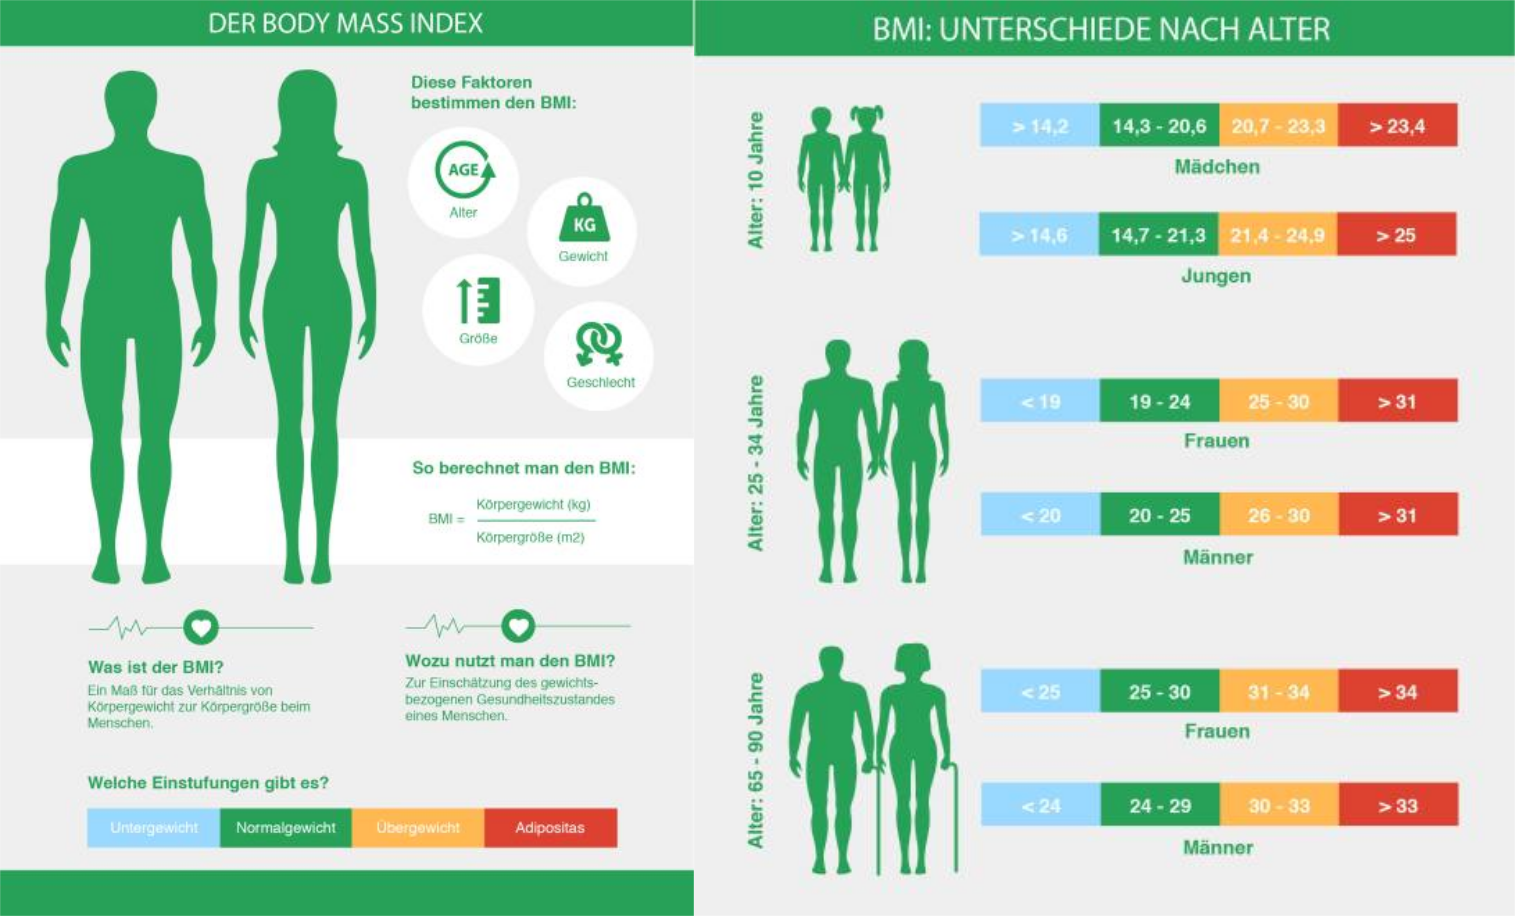 DER BODY MASS INDEX
Diese Faktoren
bestimmen den BMI:
AGE
Alter
KG
Gewicht
Größe
Geschlecht
So berechnet man den BMI:
BMI =
Körpergewicht (kg)
Körpergröße (m2)
Was ist der BMI?
Ein Maß für das Verhältnis von
Körpergewicht zur Körpergröße beim
Menschen.
Wozu nutzt man den BMI?
Zur Einschätzung des gewichts-
bezogenen Gesundheitszustandes
eines Menschen.
Welche Einstufungen gibt es?
Untergewicht Normalgewicht Übergewicht Adipositas
BMI: UNTERSCHIEDE NACH ALTER
Alter: 10 Jahre
> 14,2 14,3 - 20,6 20,7 - 23,3 > 23,4
Mädchen
> 14,6 14,7 - 21,3 21,4 - 24,9 > 25
Jungen
Alter: 25 - 34 Jahre
< 19 19 - 24 25 - 30 > 31
Frauen
< 20 20 - 25 26 - 30 > 31
Männer
Alter: 65 - 90 Jahre
< 25 25 - 30 31 - 34 > 34
Frauen
< 24 24 - 29 30 - 33 > 33
Männer